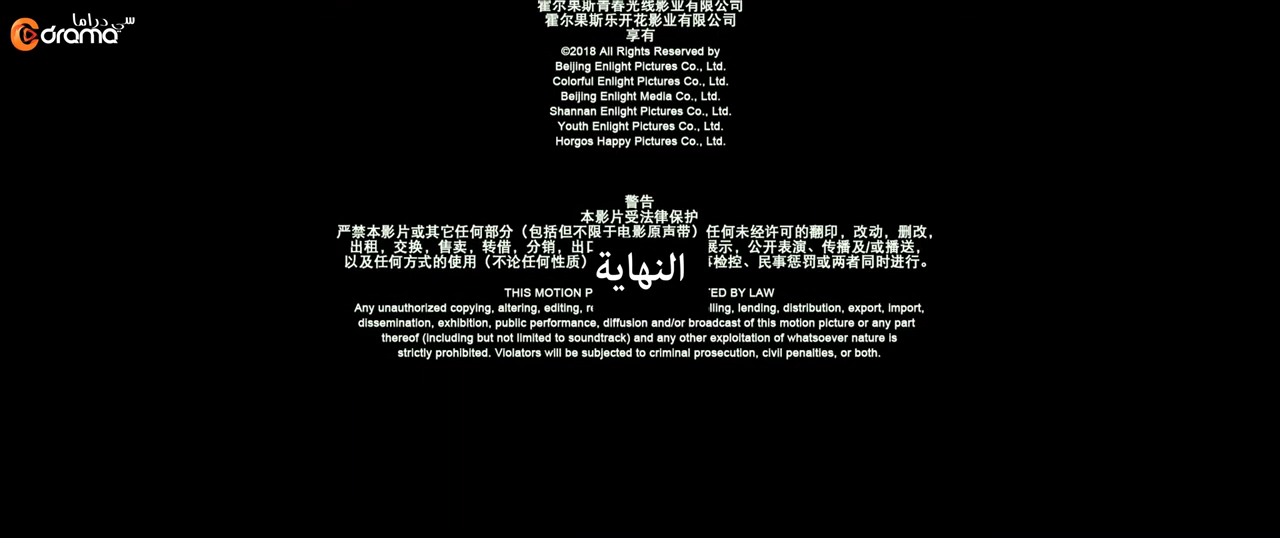 سي دراما
Cdrama
霍尔果斯青春光线影业有限公司
霍尔果斯乐开花影业有限公司
享有
©2018 All Rights Reserved by
Beijing Enlight Pictures Co., Ltd.
Colorful Enlight Pictures Co., Ltd.
Beijing Enlight Media Co., Ltd.
Shannan Enlight Pictures Co., Ltd.
Youth Enlight Pictures Co., Ltd.
Horgos Happy Pictures Co., Ltd.
警告
本影片受法律保护
严禁本影片或其它任何部分（包括但不限于电影原声带）任何未经许可的翻印，改动，删改，
出租，交换，售卖，转借，分销，出 展示，公开表演、传播及/或播送，
以及任何方式的使用（不论任何性质） 检控、民事惩罚或两者同时进行。
النهاية
THIS MOTION P TED BY LAW
Any unauthorized copying, altering, editing, lling, lending, distribution, export, import,
dissemination, exhibition, public performance, diffusion and/or broadcast of this motion picture or any part
thereof (including but not limited to soundtrack) and any other exploitation of whatsoever nature is
strictly prohibited. Violators will be subjected to criminal prosecution, civil penalties, or both.